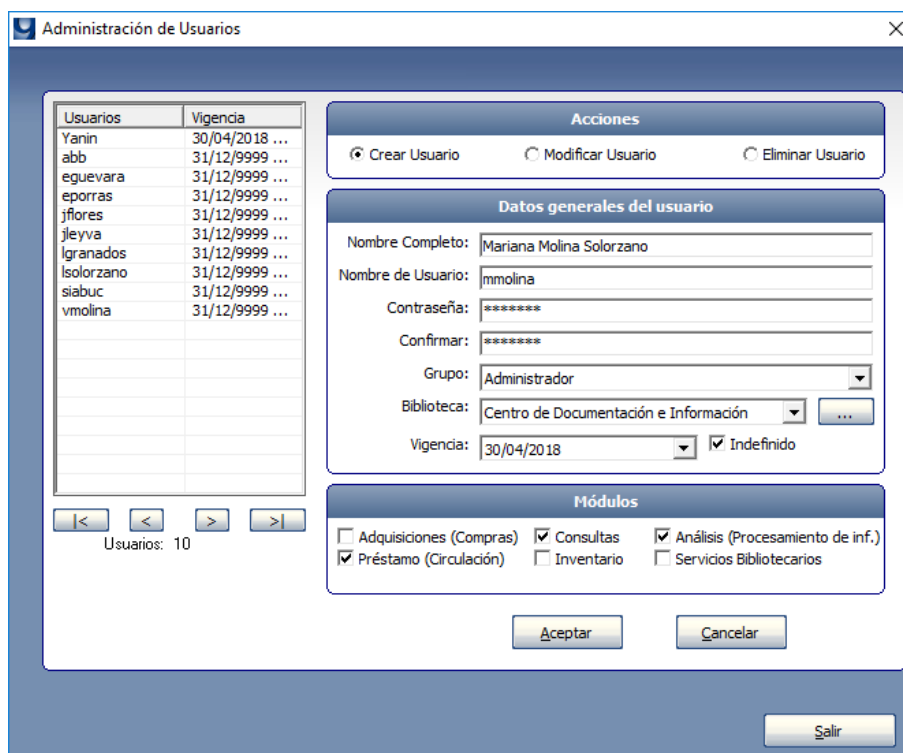 Administración de Usuarios
Usuarios Vigencia
Yanin 30/04/2018 ...
abb 31/12/9999 ...
eguevara 31/12/9999 ...
eporras 31/12/9999 ...
jflores 31/12/9999 ...
jleyva 31/12/9999 ...
lgranados 31/12/9999 ...
lsolorzano 31/12/9999 ...
siabuc 31/12/9999 ...
vmolina 31/12/9999 ...
|< < > >|
Usuarios: 10
Acciones
Crear Usuario Modificar Usuario Eliminar Usuario
Datos generales del usuario
Nombre Completo: Mariana Molina Solorzano
Nombre de Usuario: mmolina
Contraseña: *******
Confirmar: *******
Grupo: Administrador
Biblioteca: Centro de Documentación e Información ...
Vigencia: 30/04/2018 Indefinido
Módulos
Adquisiciones (Compras) Consultas Análisis (Procesamiento de inf.)
Préstamo (Circulación) Inventario Servicios Bibliotecarios
Aceptar Cancelar
Salir